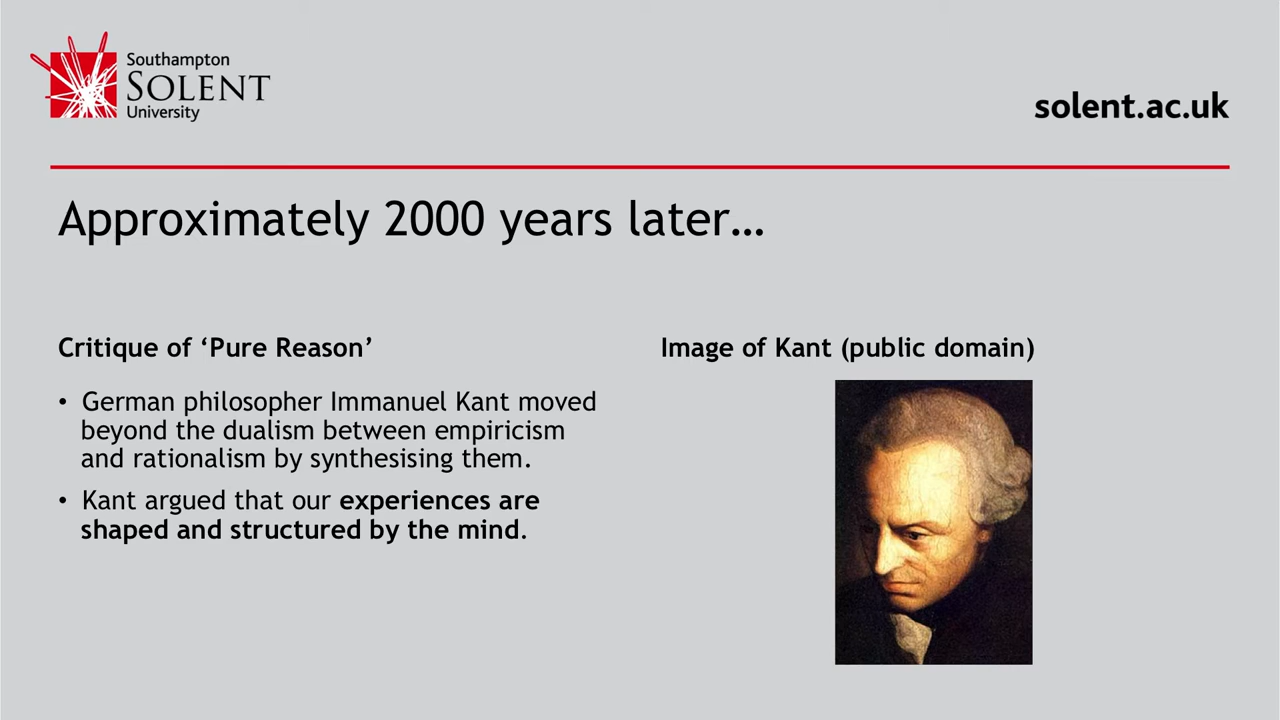 Southampton
SOLENT
University
solent.ac.uk
Approximately 2000 years later…
Critique of ‘Pure Reason’
• German philosopher Immanuel Kant moved
beyond the dualism between empiricism
and rationalism by synthesising them.
• Kant argued that our experiences are
shaped and structured by the mind.
Image of Kant (public domain)